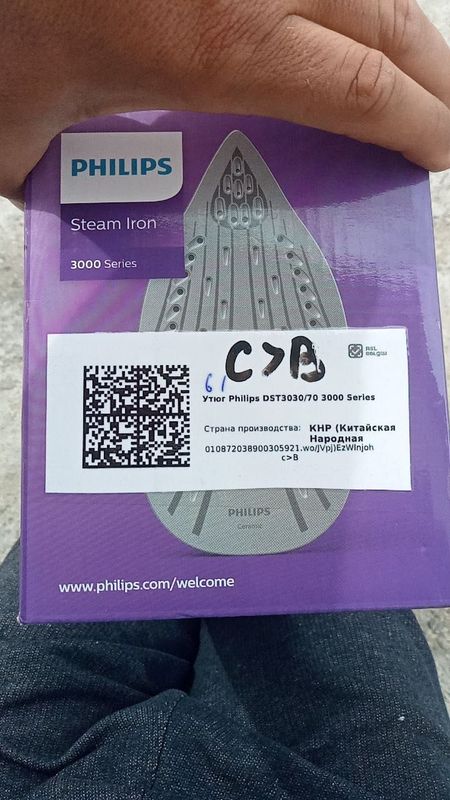 PHILIPS
Steam Iron
3000 Series
C>B
61
Утюг Philips DST3030/70 3000 Series
Страна производства: КНР (Китайская
Народная
010872038900305921.wo/JVpj)EzWlnjoh
c>B
PHILIPS
Ceramic
www.philips.com/welcome